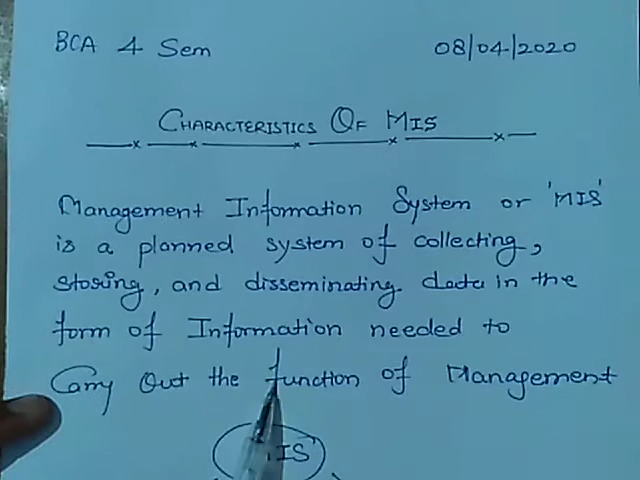 BCA 4 Sem 08/04/2020
CHARACTERISTICS OF MIS
Management Information System or 'MIS'
is a planned system of collecting,
storing, and disseminating. data in the
form of Information needed to
Carry Out the function of Management